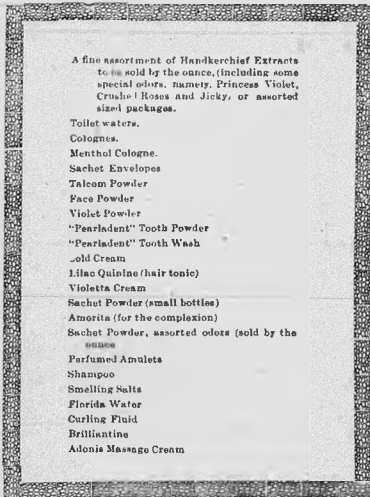 A fine assortment of Handkerchief Extracts
to be sold by the ounce, (including some
special odors, namely, Princess Violet,
Crushed Roses and Jicky, or assorted
sized packages.
Toilet waters.
Colognes.
Menthol Cologne.
Sachet Envelopes
Talcom Powder
Face Powder
Violet Powder
"Pearladent" Tooth Powder
"Pearladent" Tooth Wash
Cold Cream
Lilac Quinine (hair tonic)
Violetta Cream
Sachet Powder (small bottles)
Amorita (for the complexion)
Sachet Powder, assorted odors (sold by the
ounce
Perfumed Amulets
Shampoo
Smelling Salts
Florida Water
Curling Fluid
Brilliantine
Adonis Massage Cream